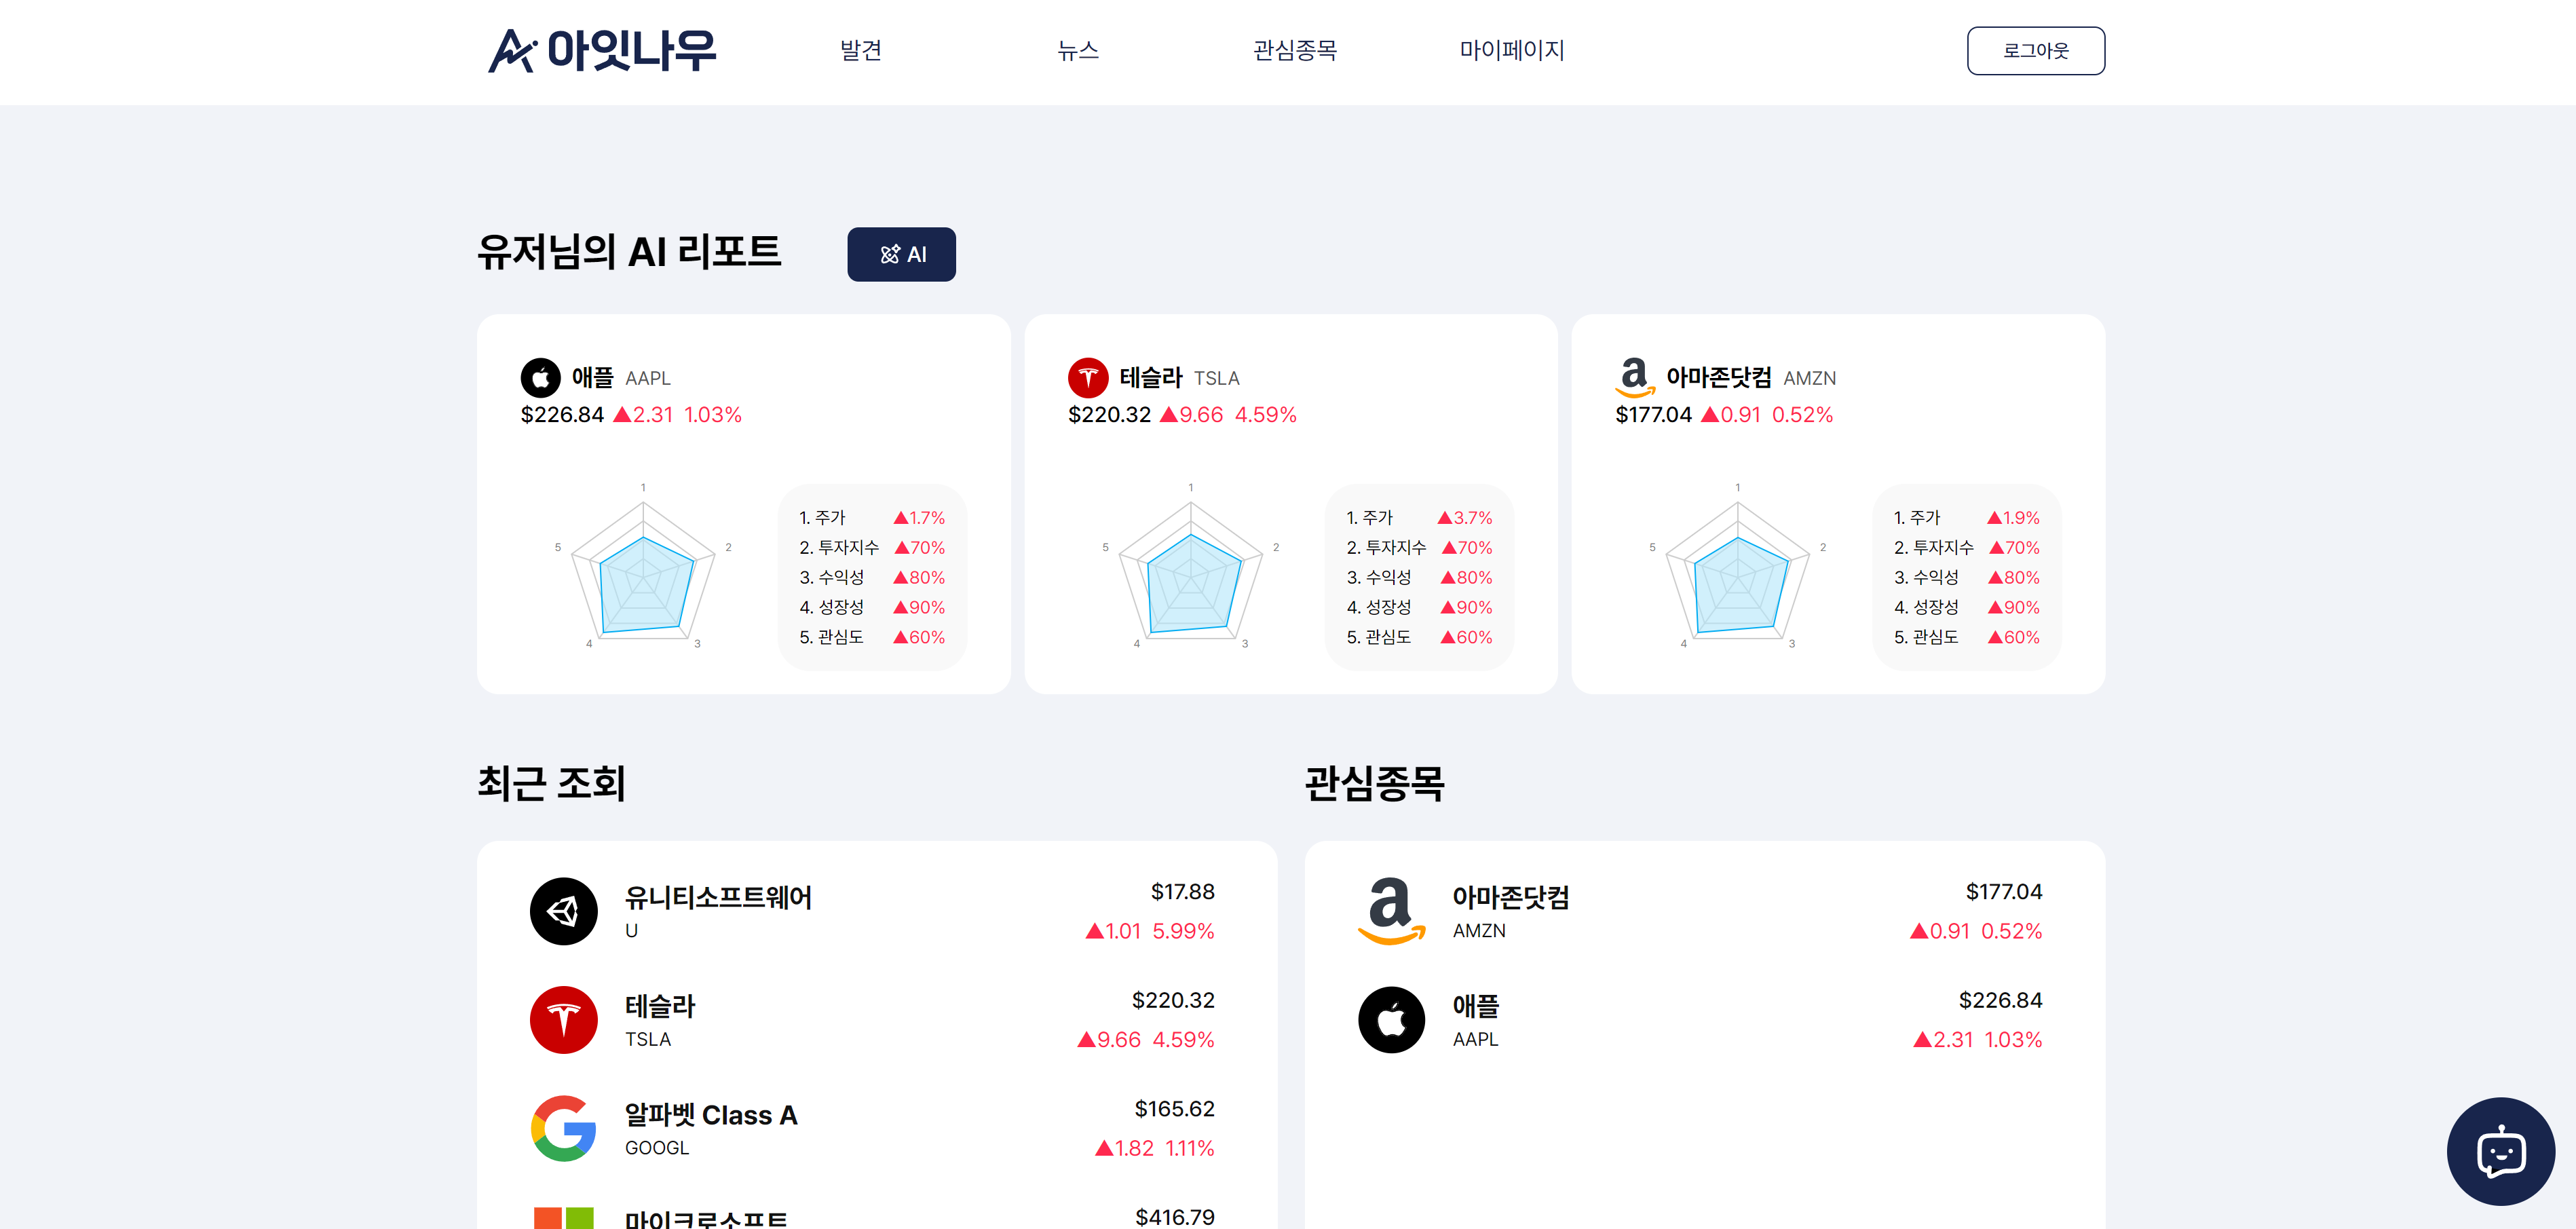 아잇나우
발견
뉴스
관심종목
마이페이지
로그아웃
유저님의 AI 리포트
AI
애플 AAPL
$226.84 ▲2.31 1.03%
1
2
3
4
5
1. 주가 ▲1.7%
2. 투자지수 ▲70%
3. 수익성 ▲80%
4. 성장성 ▲90%
5. 관심도 ▲60%
테슬라 TSLA
$220.32 ▲9.66 4.59%
1
2
3
4
5
1. 주가 ▲3.7%
2. 투자지수 ▲70%
3. 수익성 ▲80%
4. 성장성 ▲90%
5. 관심도 ▲60%
아마존닷컴 AMZN
$177.04 ▲0.91 0.52%
1
2
3
4
5
1. 주가 ▲1.9%
2. 투자지수 ▲70%
3. 수익성 ▲80%
4. 성장성 ▲90%
5. 관심도 ▲60%
최근 조회
유니티소프트웨어 $17.88
U ▲1.01 5.99%
테슬라 $220.32
TSLA ▲9.66 4.59%
알파벳 Class A $165.62
GOOGL ▲1.82 1.11%
마이크로소프트 $416.79
관심종목
아마존닷컴 $177.04
AMZN ▲0.91 0.52%
애플 $226.84
AAPL ▲2.31 1.03%